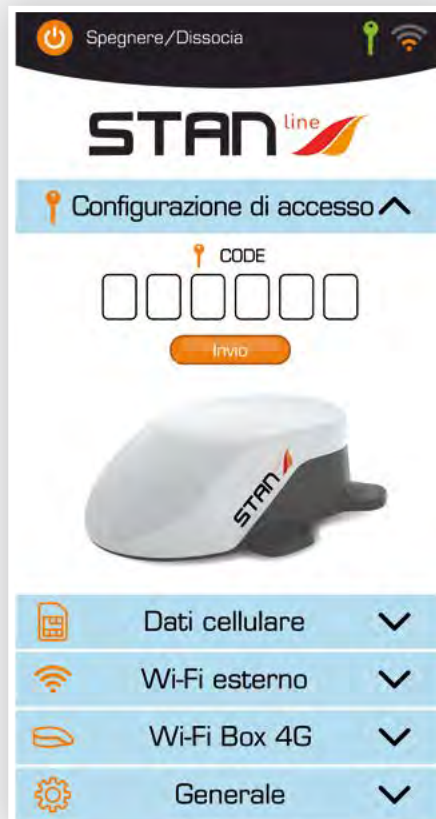 Spegnere/Dissocia
STAN line
Configurazione di accesso
CODE
Invio
STAN
Dati cellulare
Wi-Fi esterno
Wi-Fi Box 4G
Generale